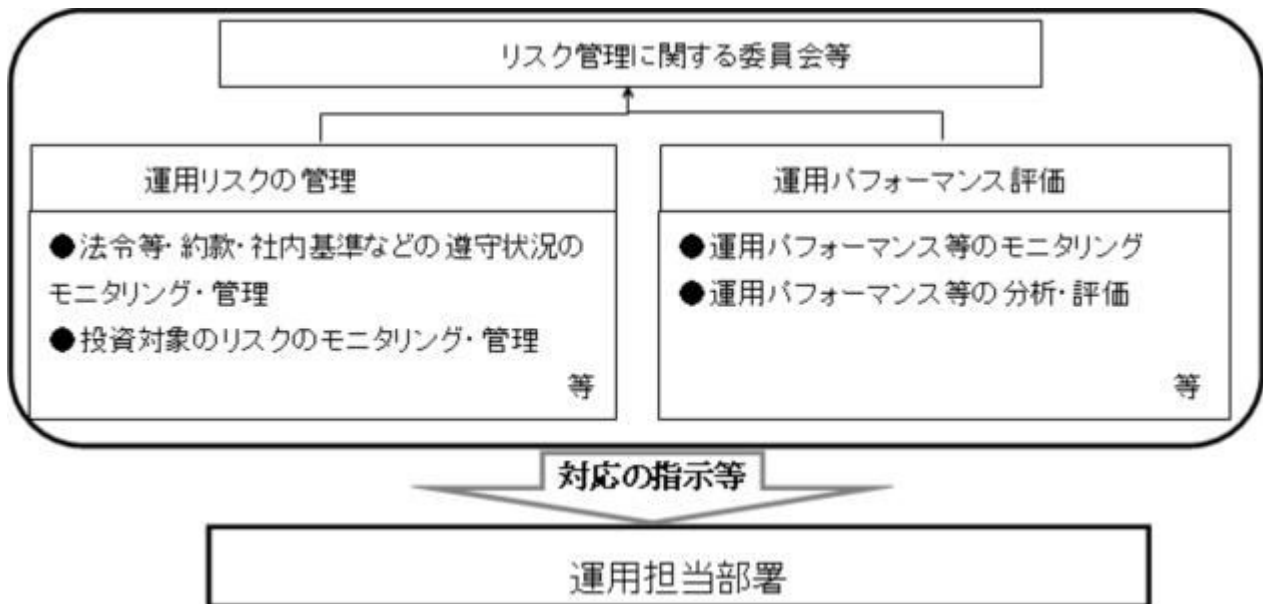 リスク管理に関する委員会等
運用リスクの管理
●法令等・約款・社内基準などの遵守状況の
モニタリング・管理
●投資対象のリスクのモニタリング・管理
等
運用パフォーマンス評価
●運用パフォーマンス等のモニタリング
●運用パフォーマンス等の分析・評価
等
対応の指示等
運用担当部署